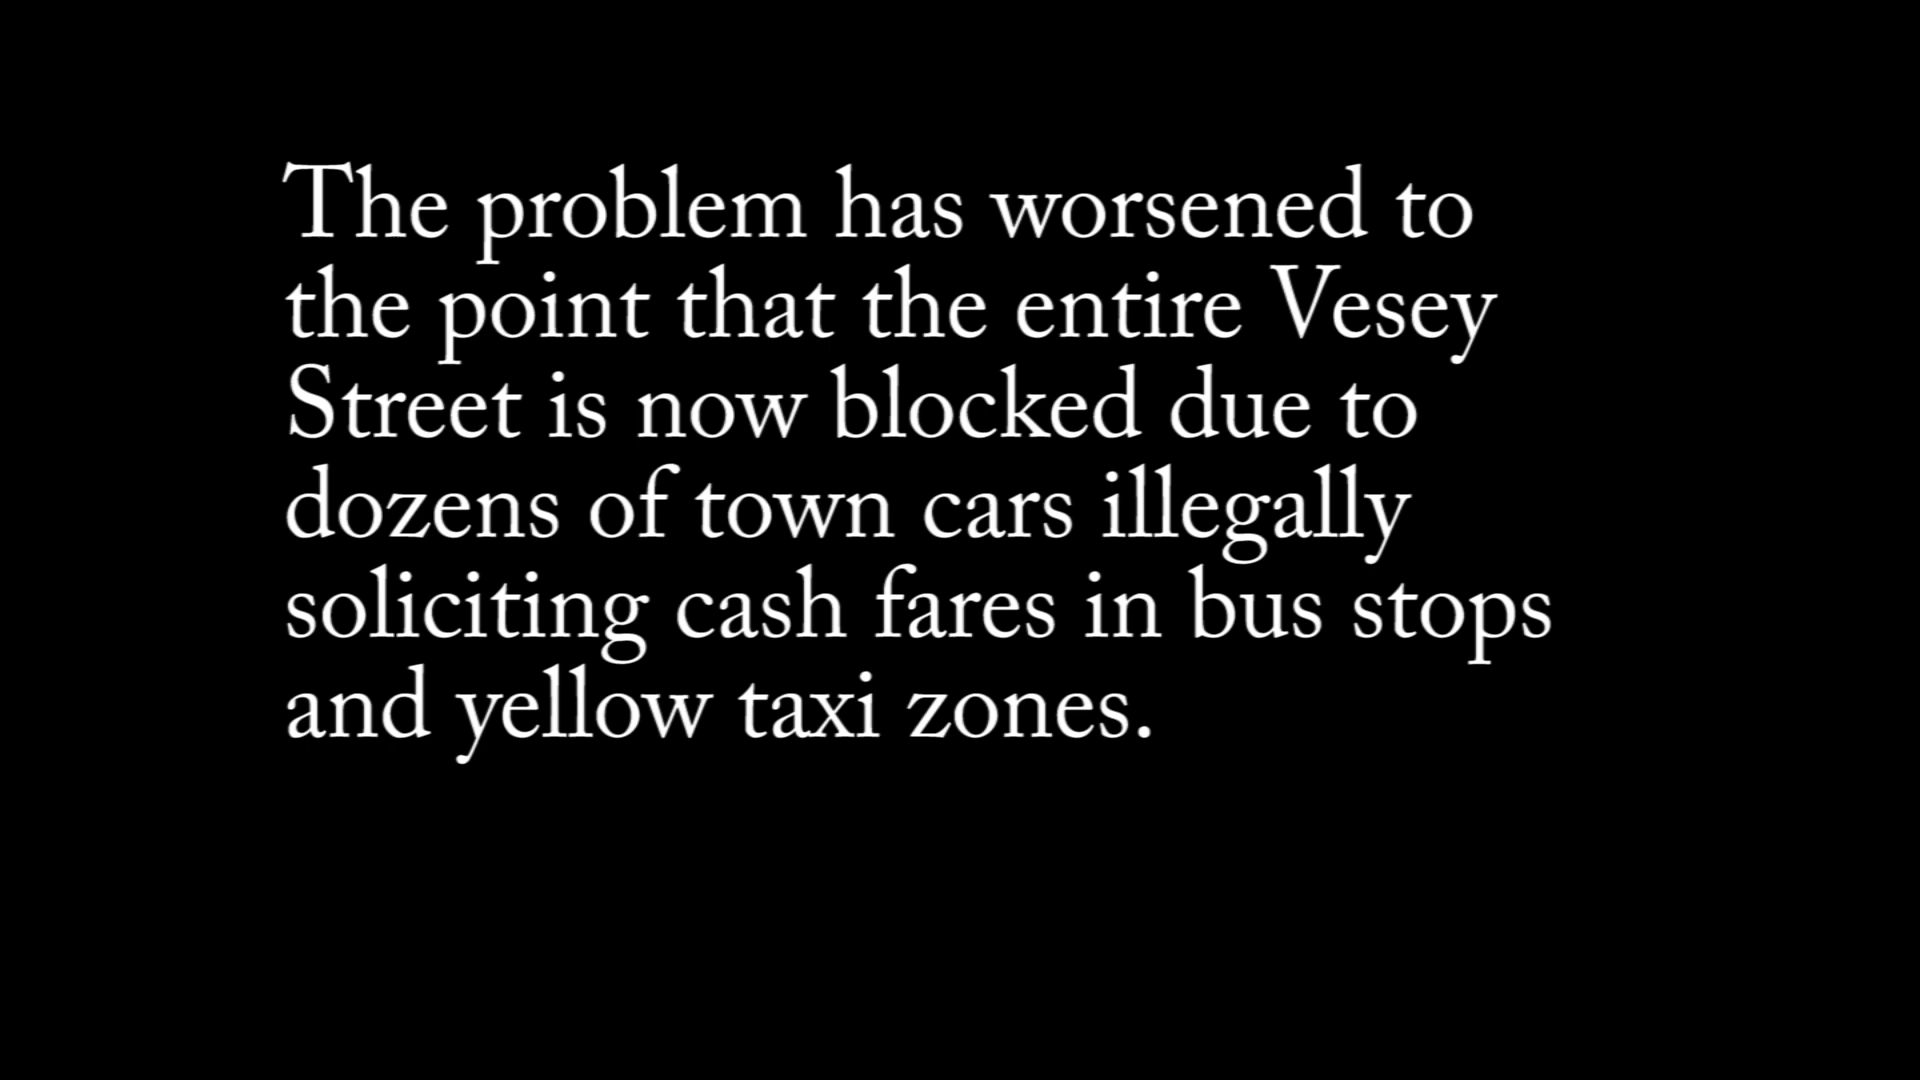 The problem has worsened to
the point that the entire Vesey
Street is now blocked due to
dozens of town cars illegally
soliciting cash fares in bus stops
and yellow taxi zones.